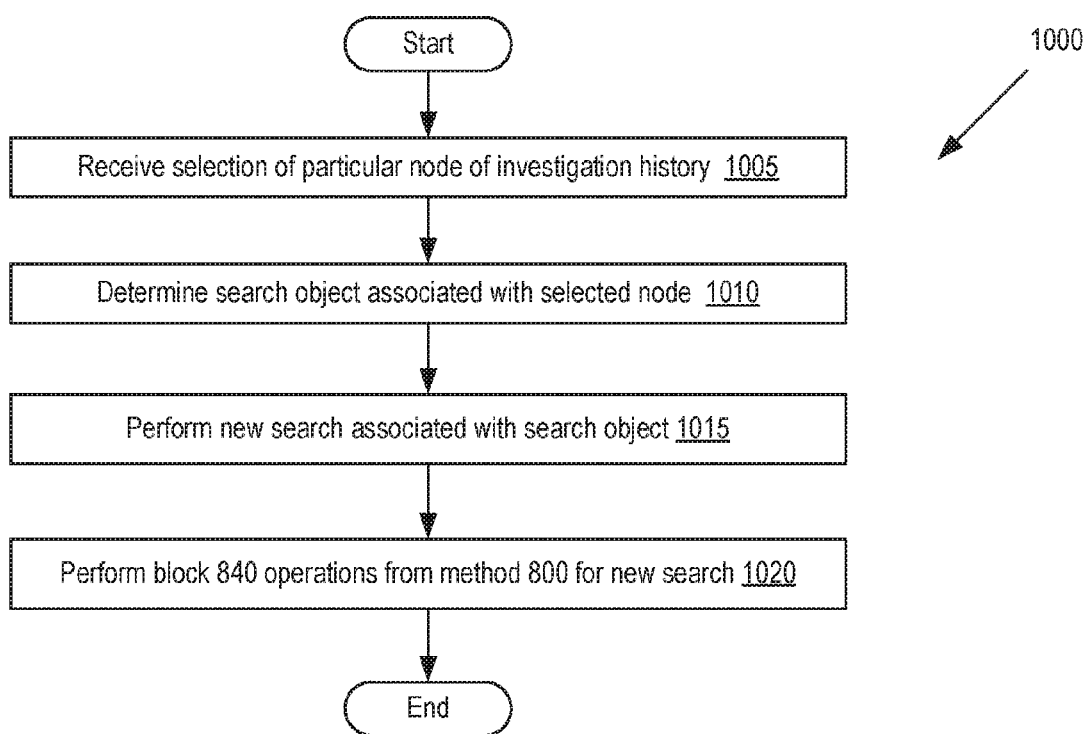 Start
1000
Receive selection of particular node of investigation history 1005
Determine search object associated with selected node 1010
Perform new search associated with search object 1015
Perform block 840 operations from method 800 for new search 1020
End